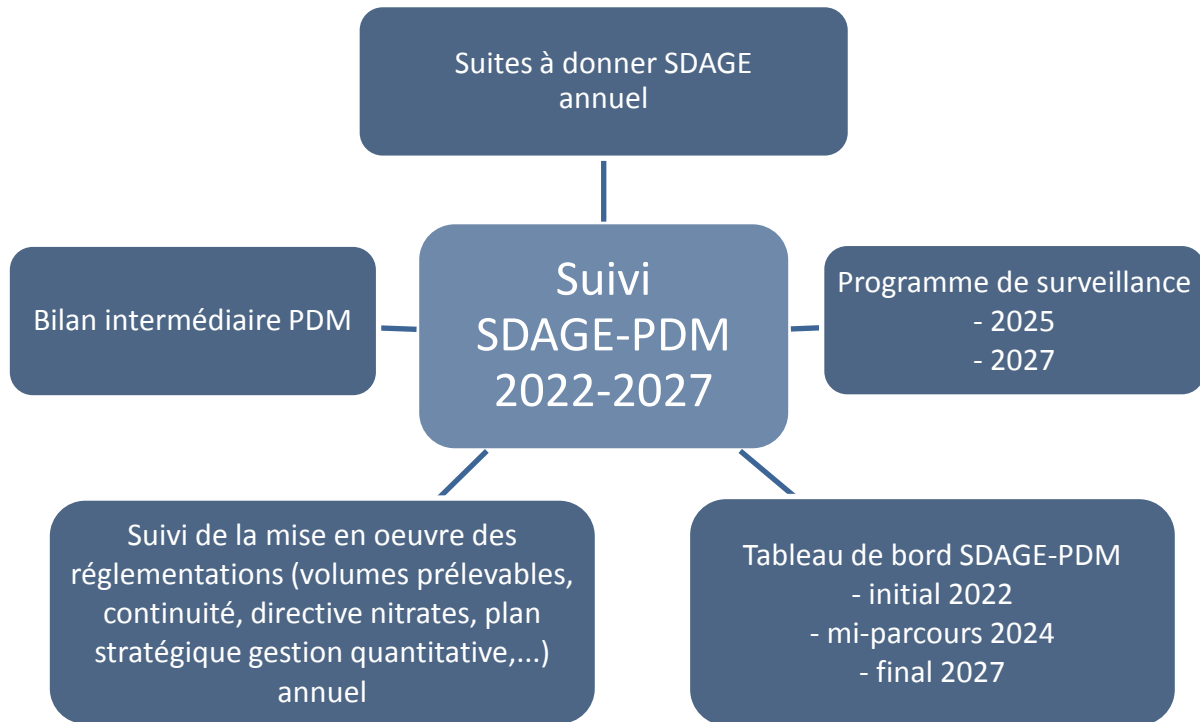 Suites à donner SDAGE
annuel
Bilan intermédiaire PDM
Suivi
SDAGE-PDM
2022-2027
Programme de surveillance
- 2025
- 2027
Suivi de la mise en oeuvre des
réglementations (volumes prélevables,
continuité, directive nitrates, plan
stratégique gestion quantitative,...)
annuel
Tableau de bord SDAGE-PDM
- initial 2022
- mi-parcours 2024
- final 2027